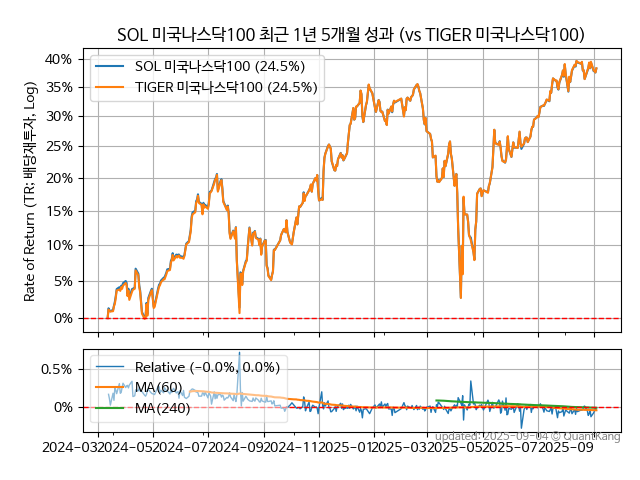 SOL 미국나스닥100 최근 1년 5개월 성과 (vs TIGER 미국나스닥100)
Rate of Return (TR: 배당재투자, Log)
40%
35%
30%
25%
20%
15%
10%
5%
0%
SOL 미국나스닥100 (24.5%)
TIGER 미국나스닥100 (24.5%)
0.5%
0%
Relative (−0.0%, 0.0%)
MA(60)
MA(240)
2024-03
2024-05
2024-07
2024-09
2024-11
2025-01
2025-03
2025-05
2025-07
2025-09
updated: 2025-09-04 © QuantKang